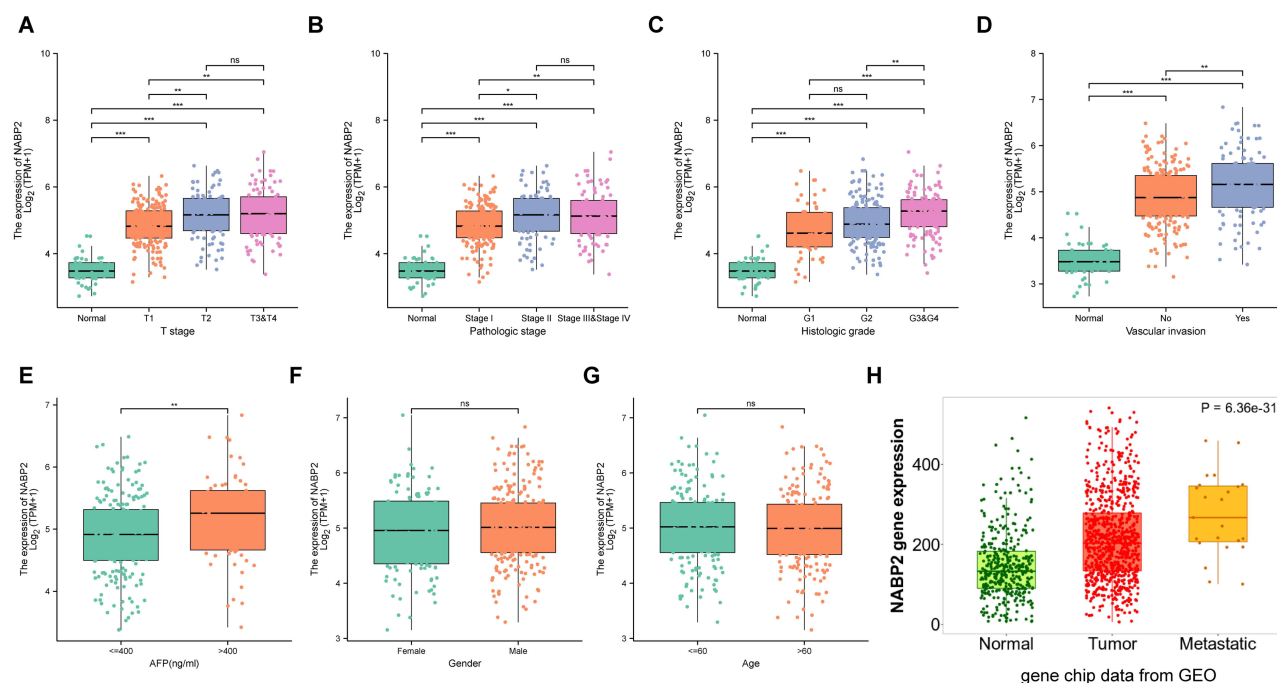 A
The expression of NABP2
Log2 (TPM+1)
10
8
6
4
ns
**
**
***
***
***
Normal T1 T2 T3&T4
T stage
B
The expression of NABP2
Log2 (TPM+1)
10
8
6
4
ns
**
*
***
***
***
Normal Stage I Stage II Stage III&Stage IV
Pathologic stage
C
The expression of NABP2
Log2 (TPM+1)
10
8
6
4
**
***
ns
***
***
***
Normal G1 G2 G3&G4
Histologic grade
D
The expression of NABP2
Log2 (TPM+1)
8
7
6
5
4
3
**
***
***
Normal No Yes
Vascular invasion
E
The expression of NABP2
Log2 (TPM+1)
7
6
5
4
**
<=400 >400
AFP(ng/ml)
F
The expression of NABP2
Log2 (TPM+1)
7
6
5
4
3
ns
Female Male
Gender
G
The expression of NABP2
Log2 (TPM+1)
7
6
5
4
3
ns
<=60 >60
Age
H
NABP2 gene expression
400
200
0
P = 6.36e-31
Normal Tumor Metastatic
gene chip data from GEO